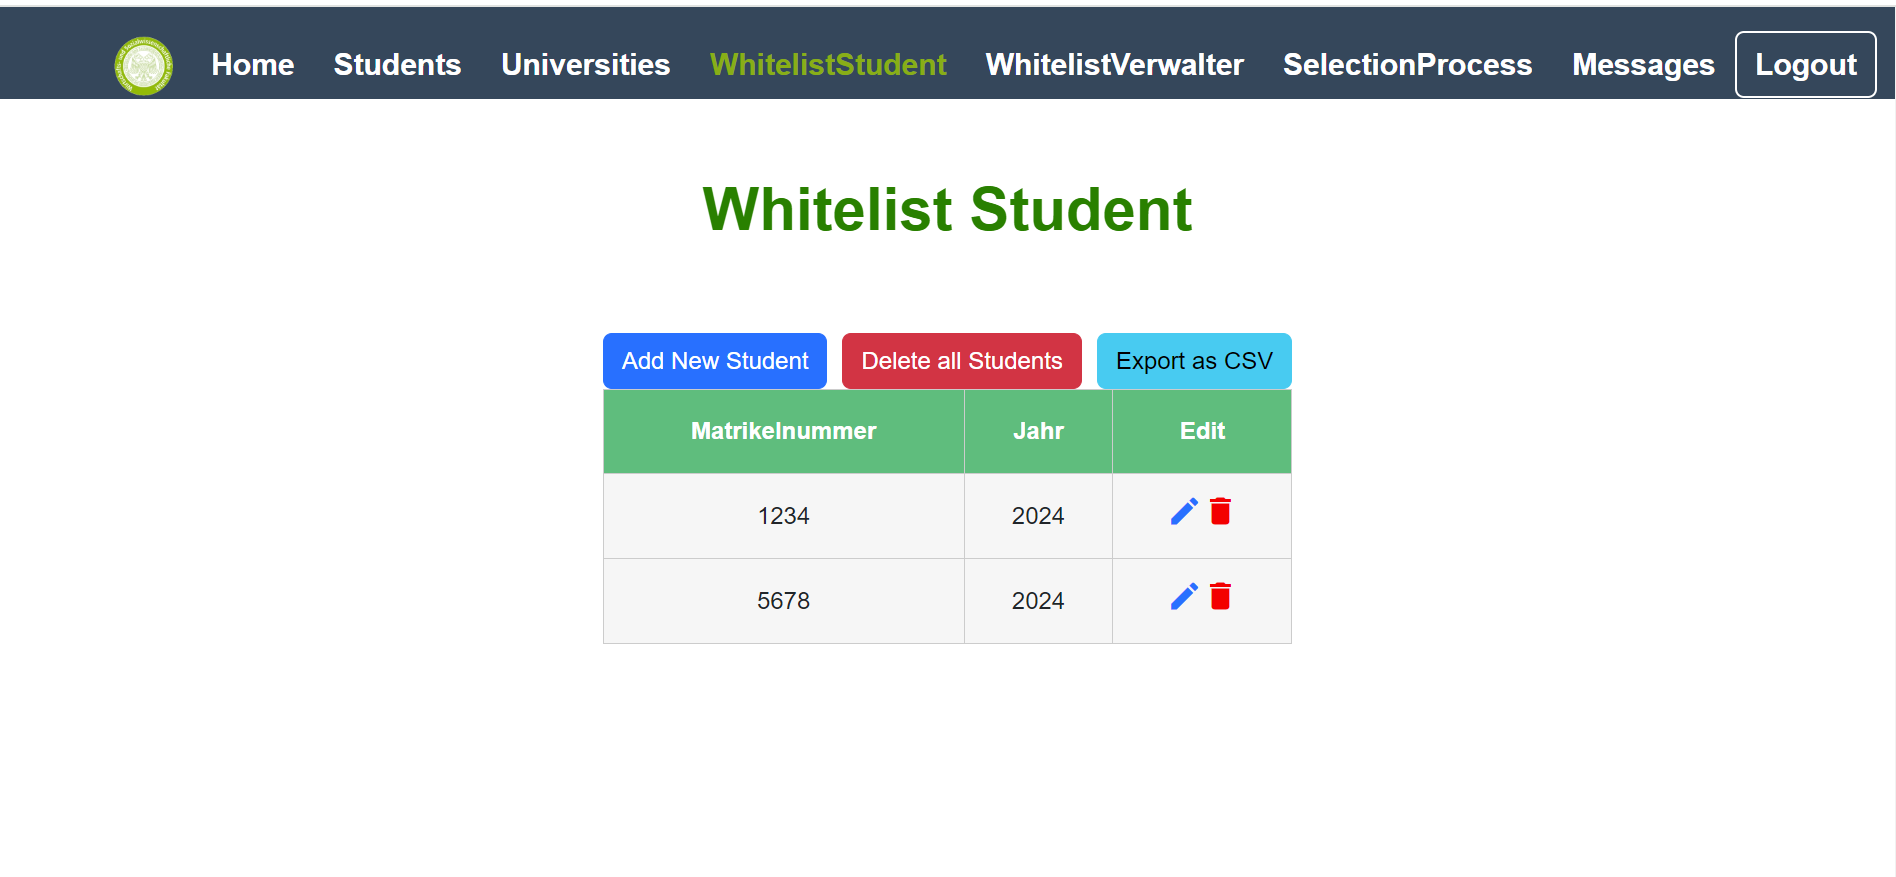 Home Students Universities WhitelistStudent WhitelistVerwalter SelectionProcess Messages Logout
Whitelist Student
Add New Student Delete all Students Export as CSV
Matrikelnummer Jahr Edit
1234 2024
5678 2024